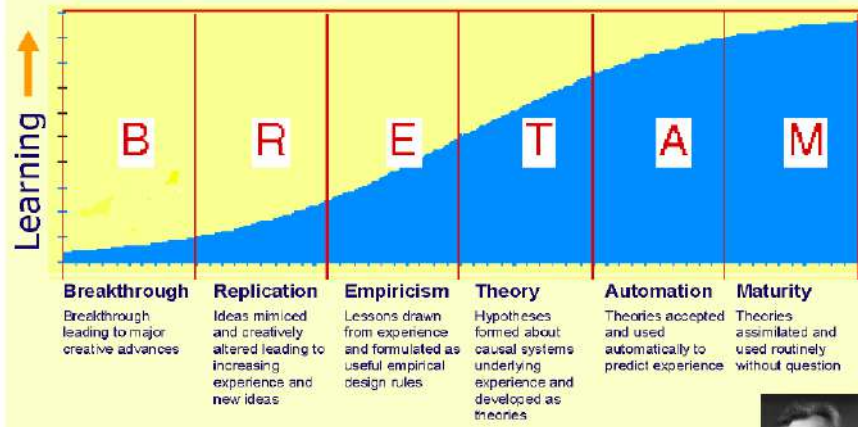 Learning
B R E T A M
Breakthrough
Breakthrough
leading to major
creative advances
Replication
Ideas mimiced
and creatively
altered leading to
increasing
experience and
new ideas
Empiricism
Lessons drawn
from experience
and formulated as
useful empirical
design rules
Theory
Hypotheses
formed about
causal systems
underlying
experience and
developed as
theories
Automation
Theories accepted
and used
automatically to
predict experience
Maturity
Theories
assimilated and
used routinely
without question